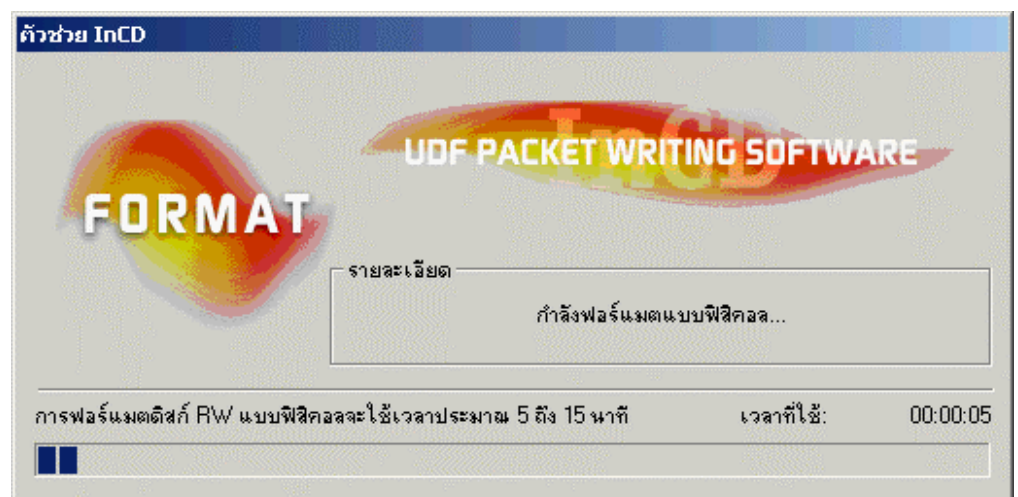 ตัวช่วย InCD
InCD
UDF PACKET WRITING SOFTWARE
FORMAT
รายละเอียด
กำลังฟอร์แมตแบบฟิสิคอล...
การฟอร์แมตดิสก์ RW แบบฟิสิคอลจะใช้เวลาประมาณ 5 ถึง 15 นาที เวลาที่ใช้: 00:00:05